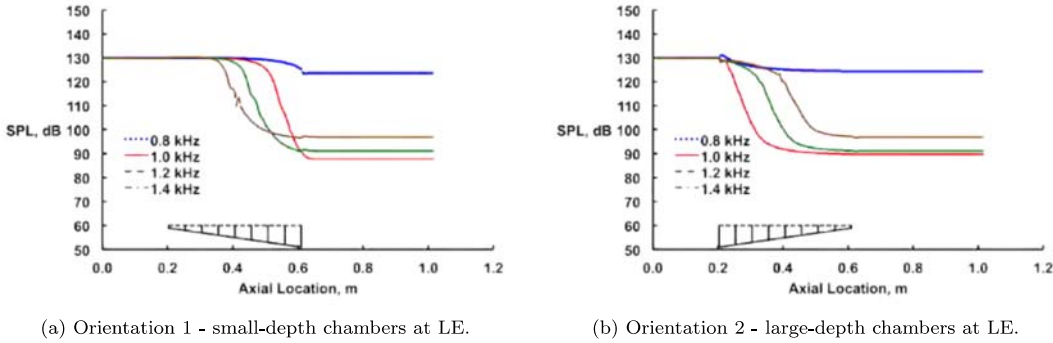 150
140
130
120
110
SPL, dB 100
90
80
70
60
50
0.8 kHz
1.0 kHz
1.2 kHz
1.4 kHz
0.0 0.2 0.4 0.6 0.8 1.0 1.2
Axial Location, m
(a) Orientation 1 - small-depth chambers at LE.
150
140
130
120
110
SPL, dB 100
90
80
70
60
50
0.8 kHz
1.0 kHz
1.2 kHz
1.4 kHz
0.0 0.2 0.4 0.6 0.8 1.0 1.2
Axial Location, m
(b) Orientation 2 - large-depth chambers at LE.